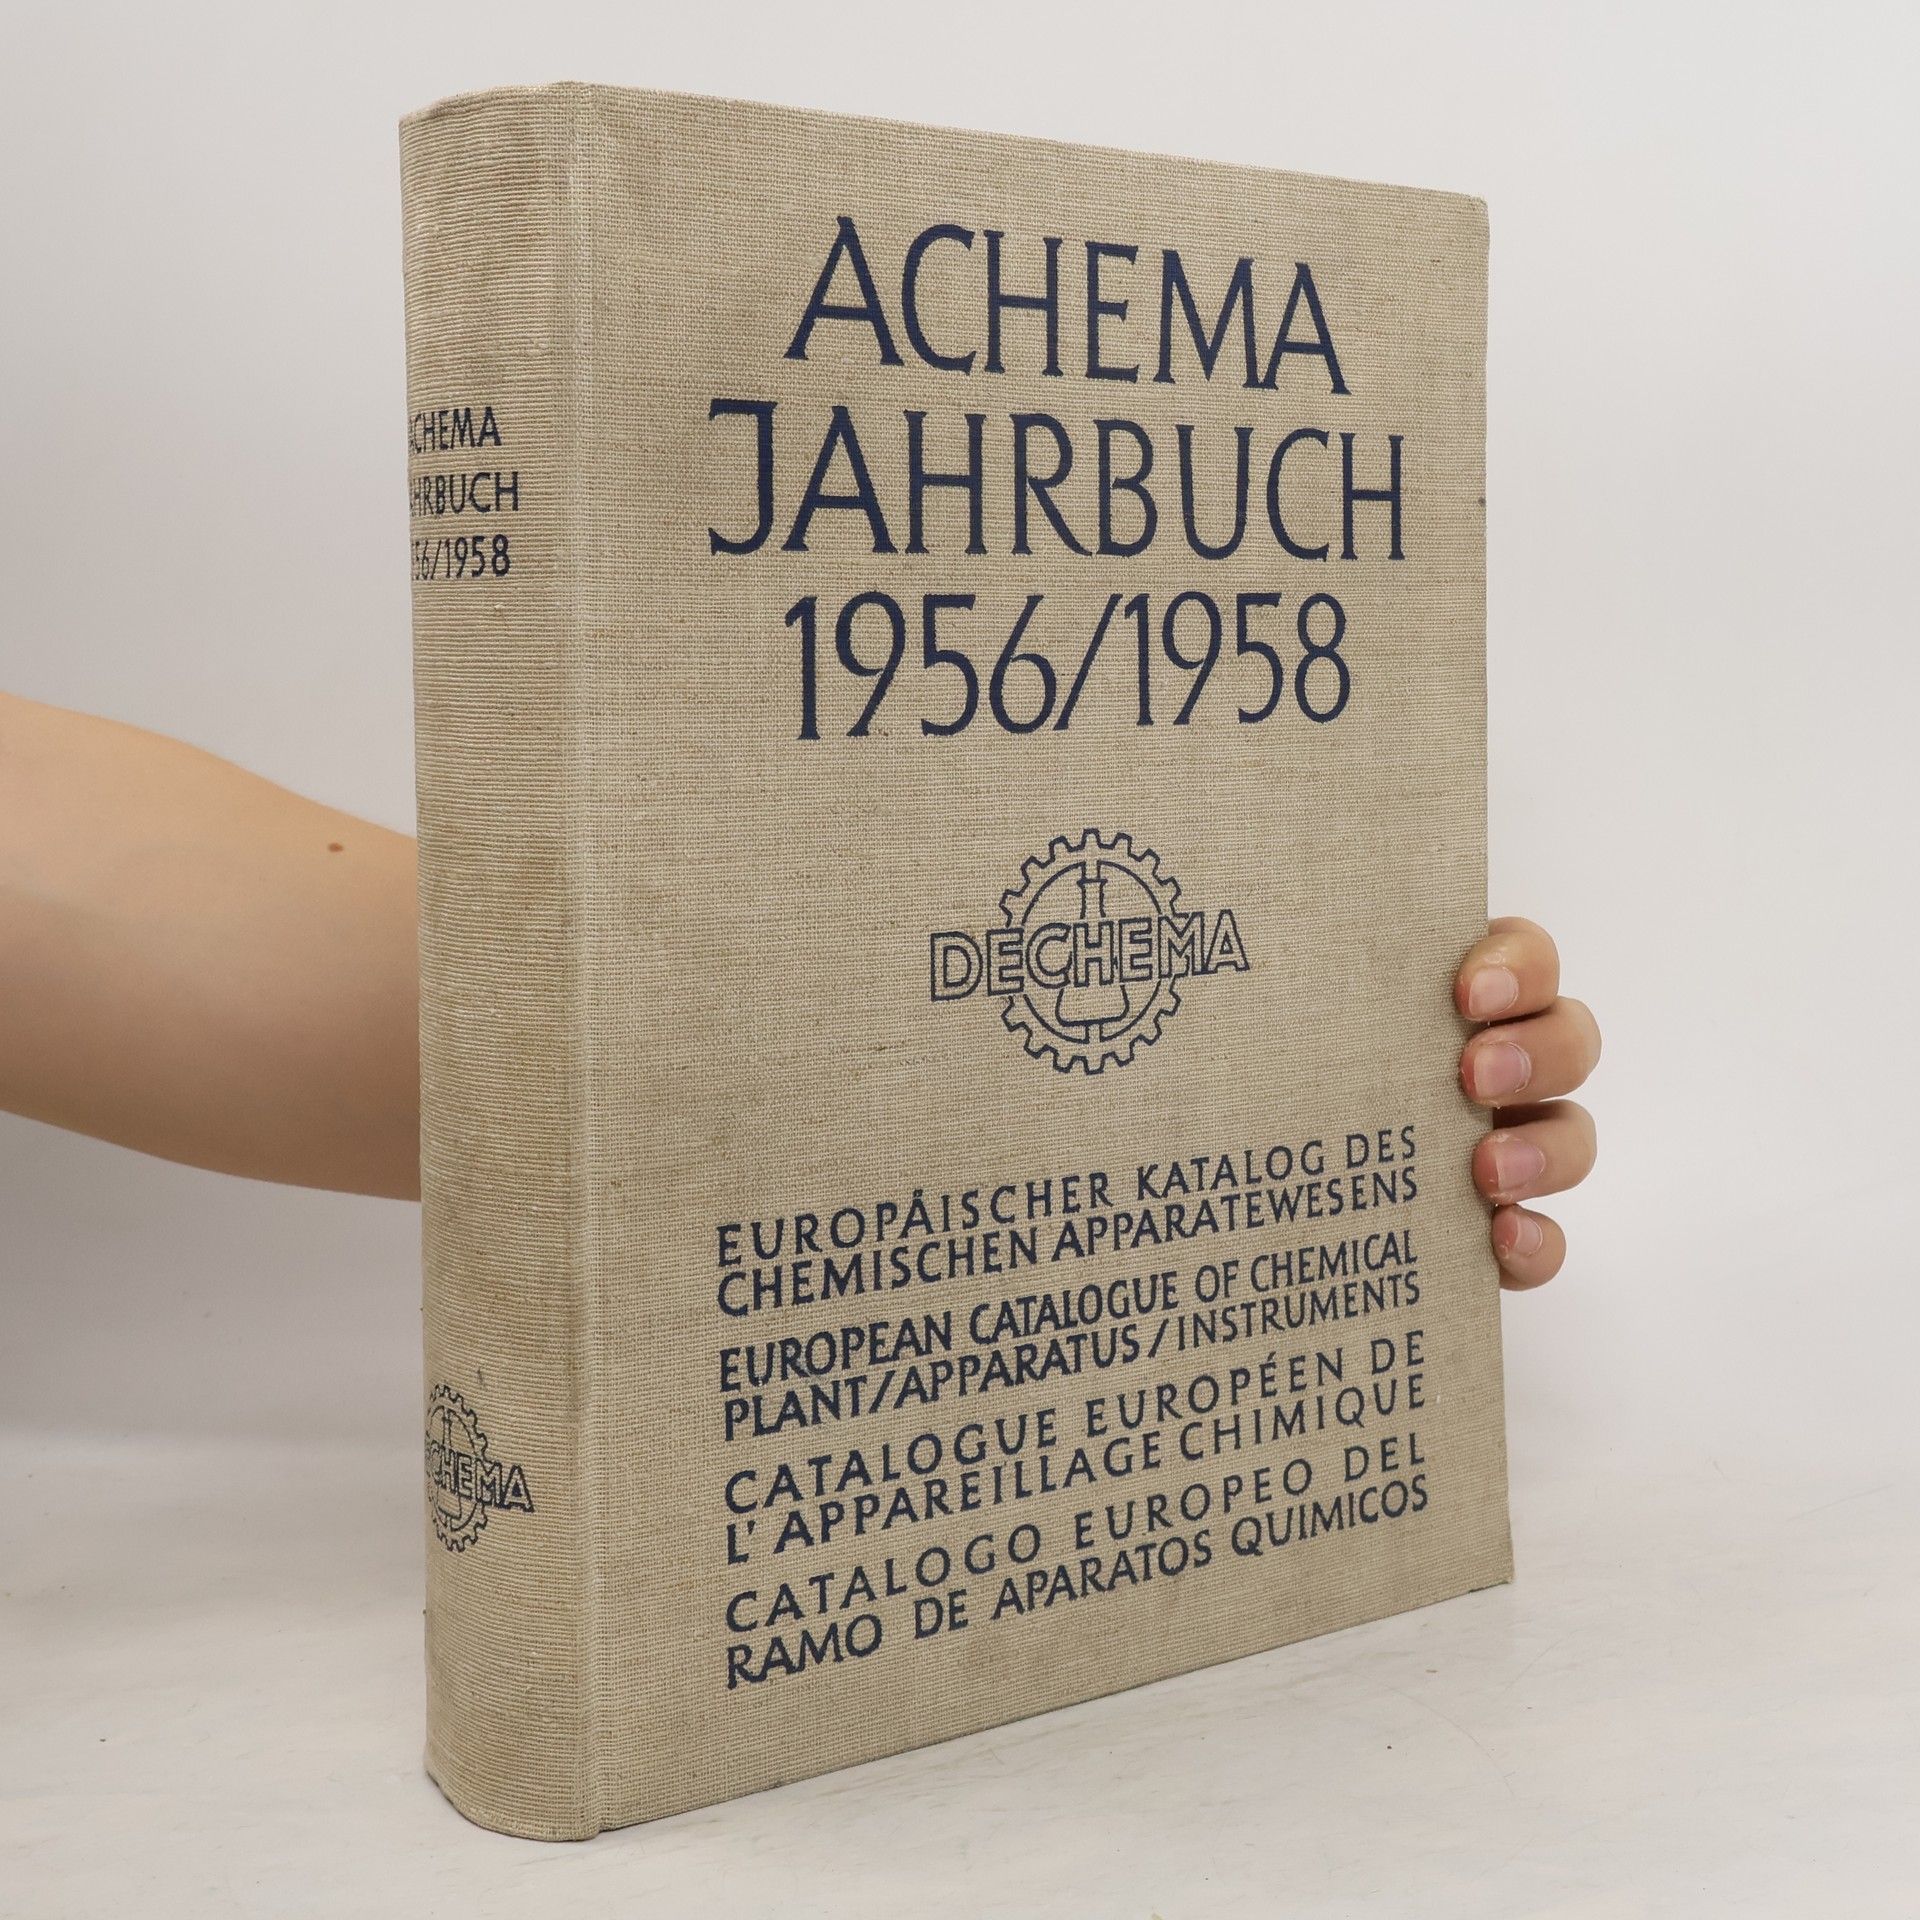 ACHEMA
JAHRBUCH
1956/1958
DECHEMA
EUROPÄISCHER KATALOG DES
CHEMISCHEN APPARATEWESENS
EUROPEAN CATALOGUE OF CHEMICAL
PLANT/APPARATUS/INSTRUMENTS
CATALOGUE EUROPÉEN DE
L'APPAREILLAGE CHIMIQUE
CATALOGO EUROPEO DEL
RAMO DE APARATOS QUIMICOS
ACHEMA
JAHRBUCH
1956/1958
DECHEMA